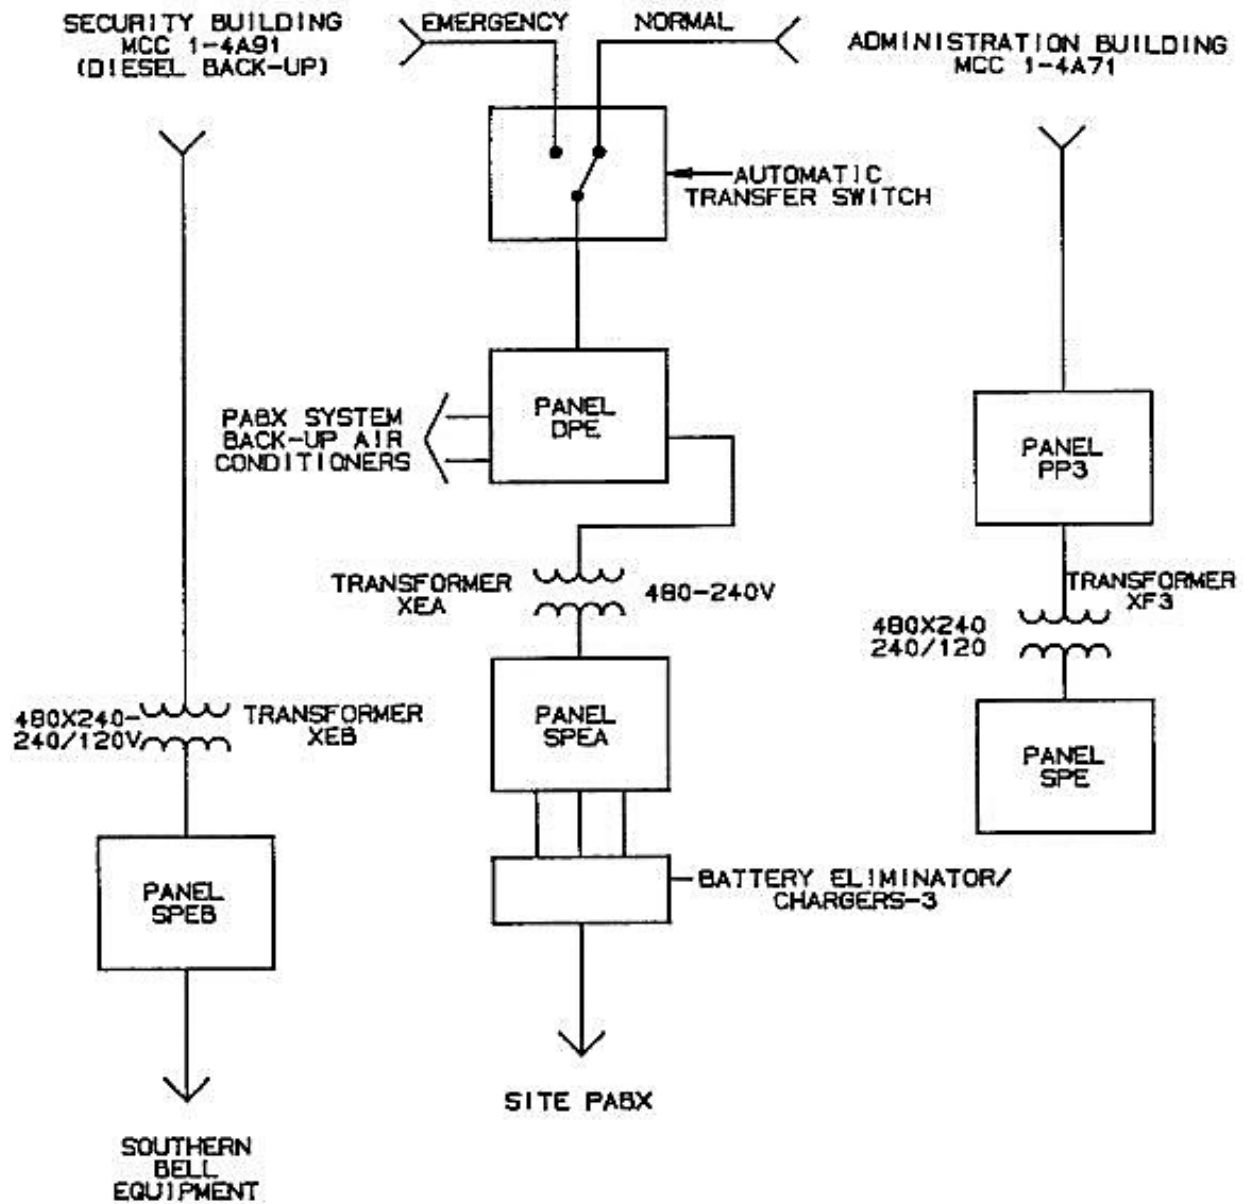 SECURITY BUILDING
MCC 1-4A91
(DIESEL BACK-UP)
EMERGENCY
NORMAL
ADMINISTRATION BUILDING
MCC 1-4A71
AUTOMATIC
TRANSFER SWITCH
PANEL
DPE
PABX SYSTEM
BACK-UP AIR
CONDITIONERS
PANEL
PP3
TRANSFORMER
XEA
480-240V
TRANSFORMER
XF3
480X240
240/120
480X240-
240/120V
TRANSFORMER
XEB
PANEL
SPEA
PANEL
SPE
PANEL
SPEB
BATTERY ELIMINATOR/
CHARGERS-3
SITE PABX
SOUTHERN
BELL
EQUIPMENT